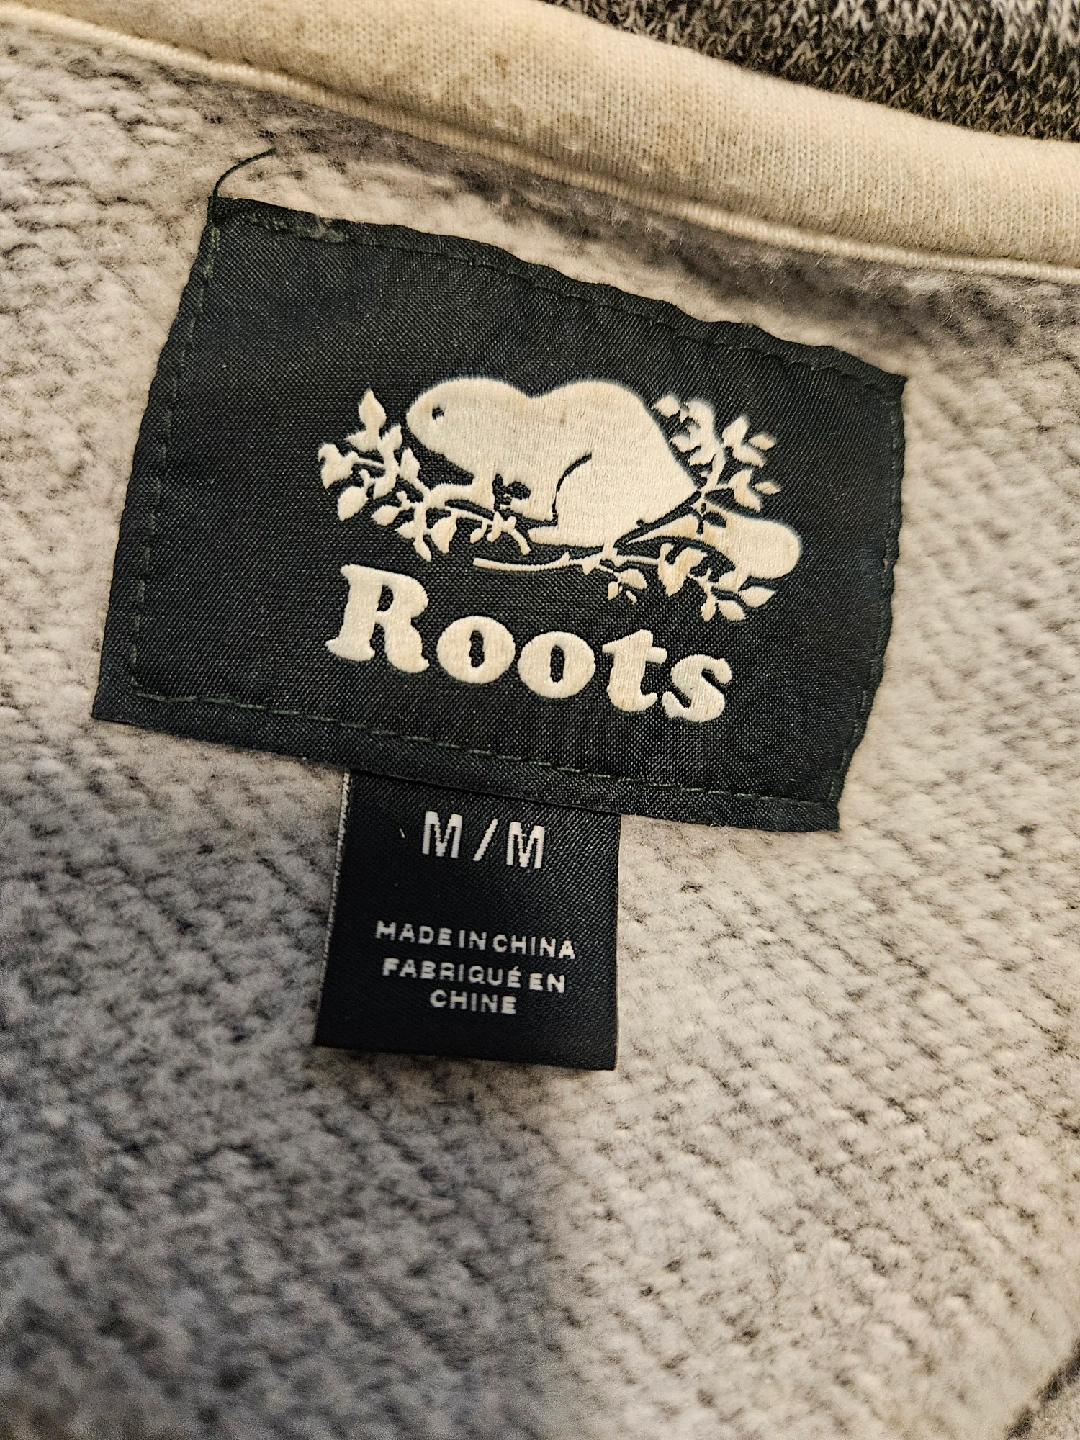 Roots
M/M
MADE IN CHINA
FABRIQUÉ EN
CHINE